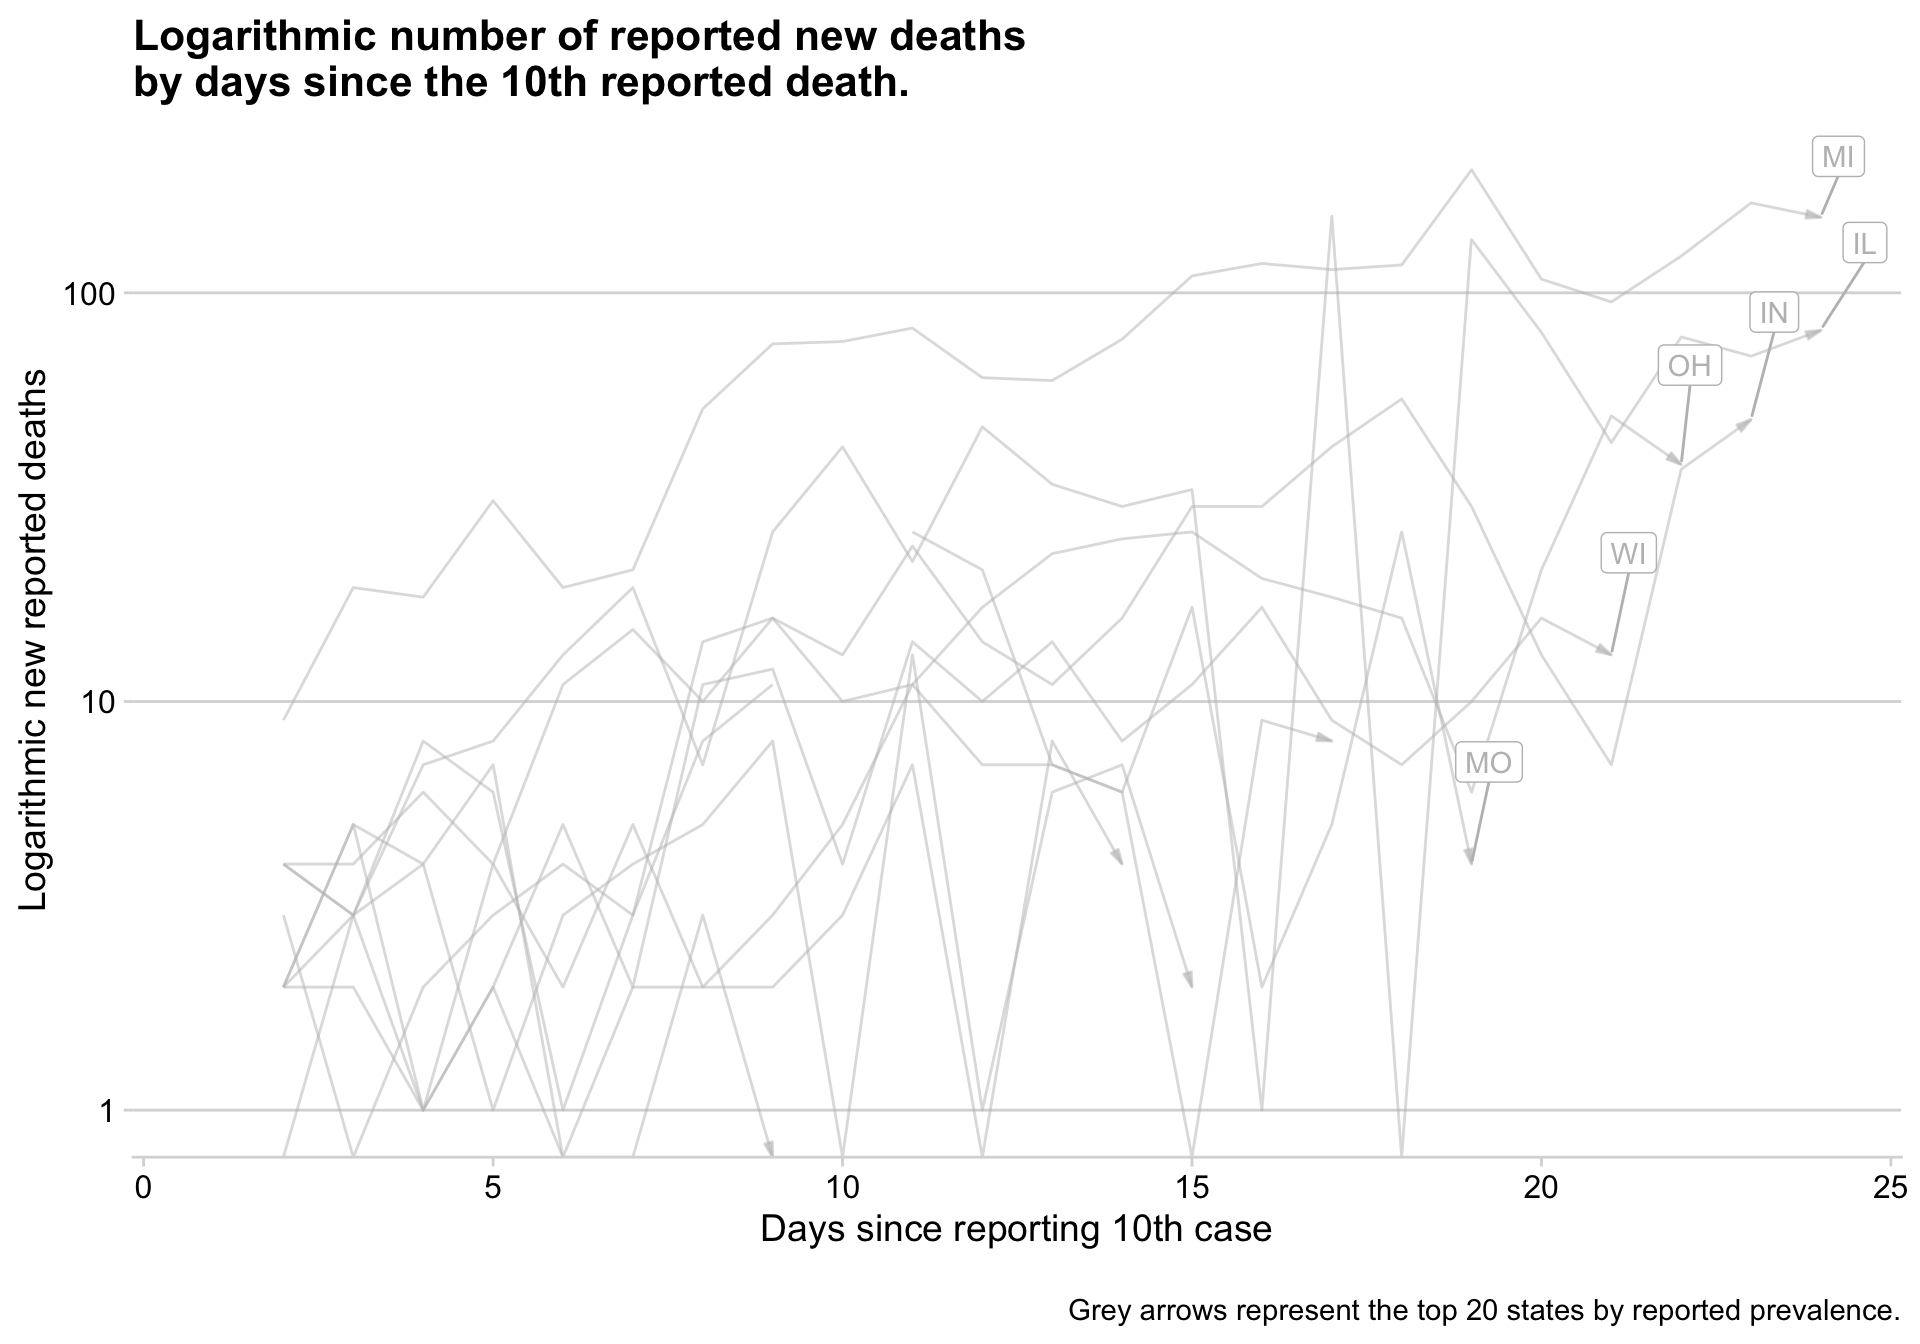 Logarithmic number of reported new deaths
by days since the 10th reported death.
MI
IL
100
IN
OH
Logarithmic new reported deaths
WI
10
MO
1
0 5 10 15 20 25
Days since reporting 10th case
Grey arrows represent the top 20 states by reported prevalence.